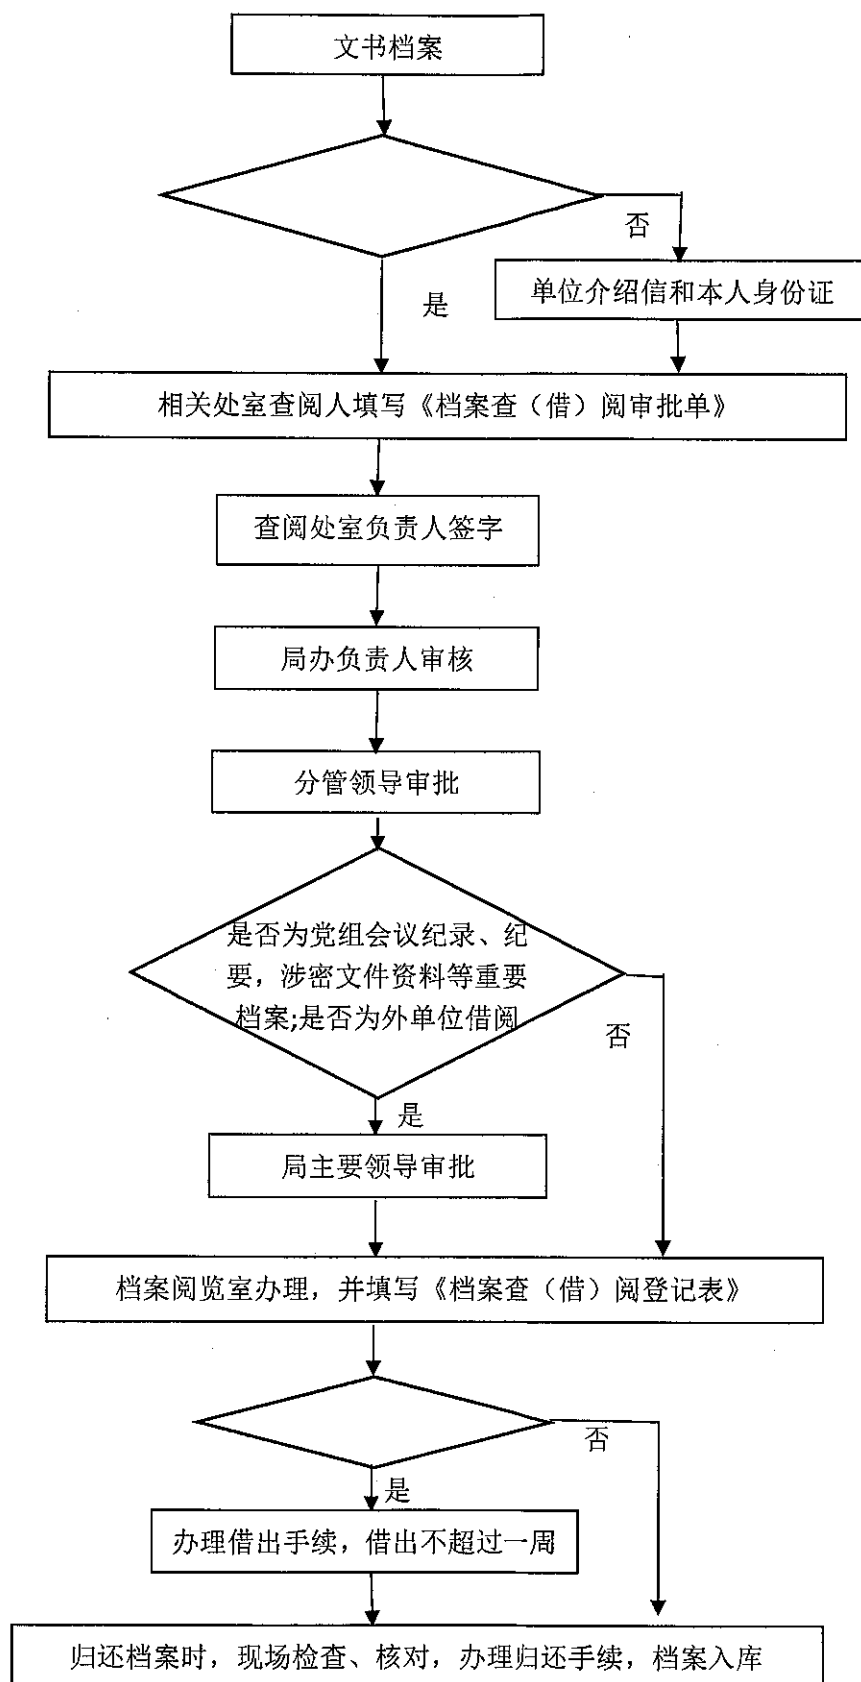 文书档案
否
单位介绍信和本人身份证
是
相关处室查阅人填写《档案查（借）阅审批单》
查阅处室负责人签字
局办负责人审核
分管领导审批
是否为党组会议纪录、纪
要，涉密文件资料等重要
档案;是否为外单位借阅
否
是
局主要领导审批
档案阅览室办理，并填写《档案查（借）阅登记表》
否
是
办理借出手续，借出不超过一周
归还档案时，现场检查、核对，办理归还手续，档案入库